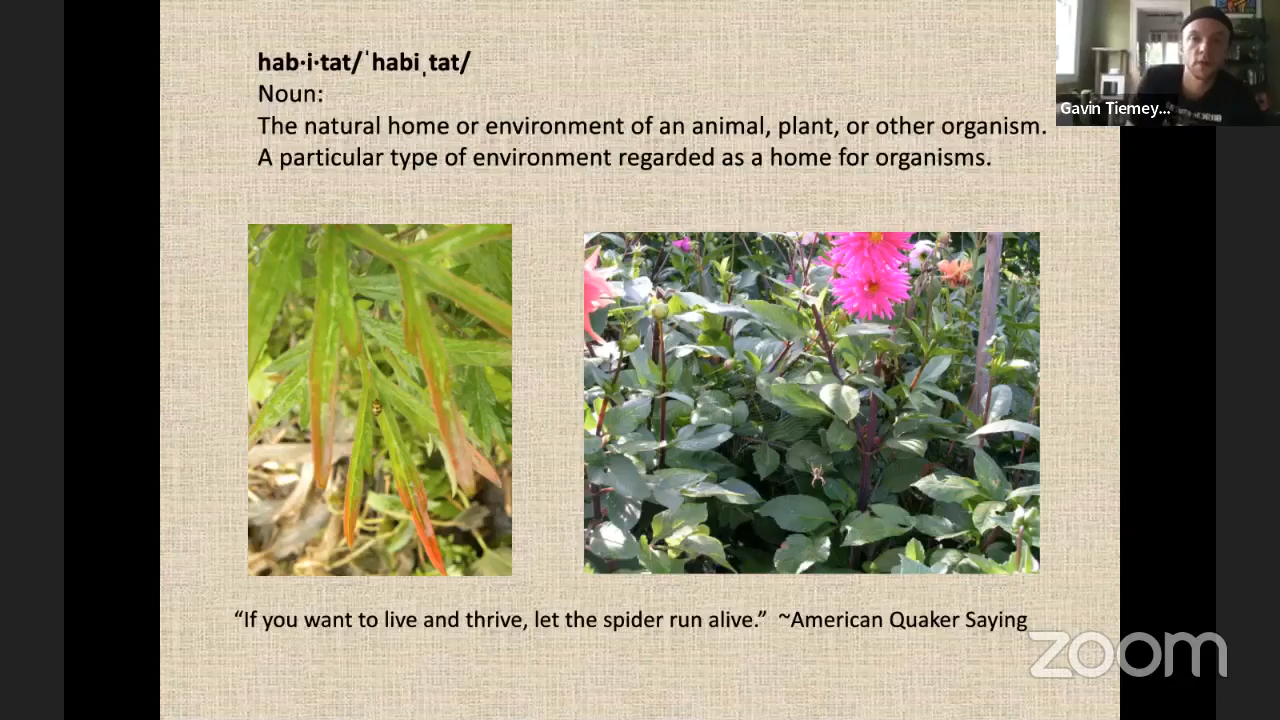 hab·i·tat/ˈhabiˌtat/
Noun:
The natural home or environment of an animal, plant, or other organism.
A particular type of environment regarded as a home for organisms.
“If you want to live and thrive, let the spider run alive.” ~American Quaker Saying
Gavin Tiemey...
zoom